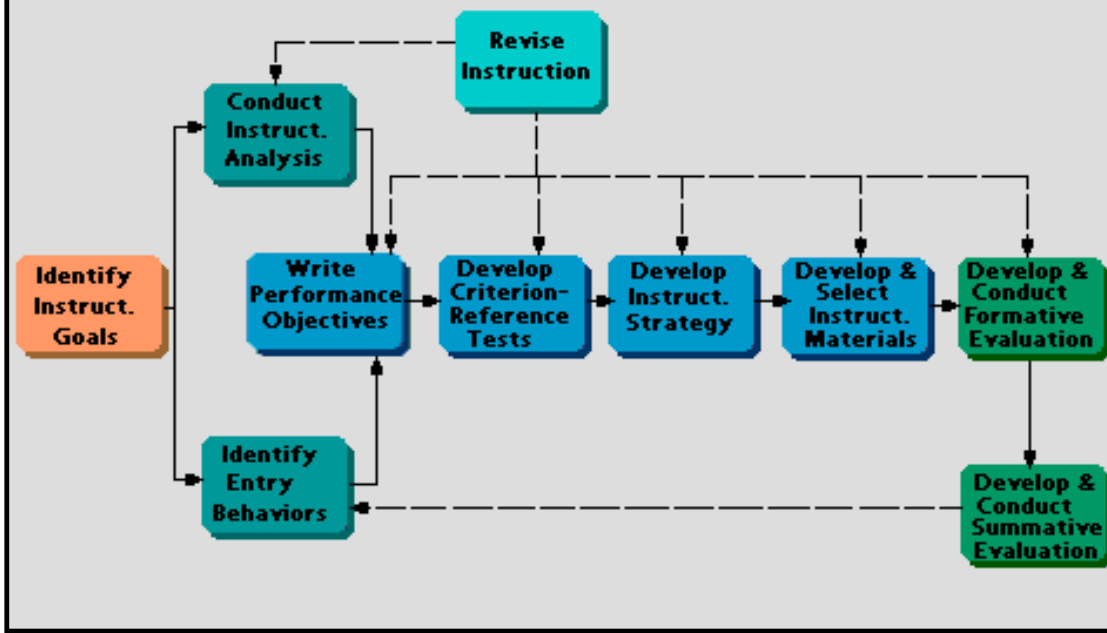 Revise
Instruction
Conduct
Instruct.
Analysis
Identify
Instruct.
Goals
Write
Performance
Objectives
Develop
Criterion-
Reference
Tests
Develop
Instruct.
Strategy
Develop &
Select
Instruct.
Materials
Develop &
Conduct
Formative
Evaluation
Identify
Entry
Behaviors
Develop &
Conduct
Summative
Evaluation